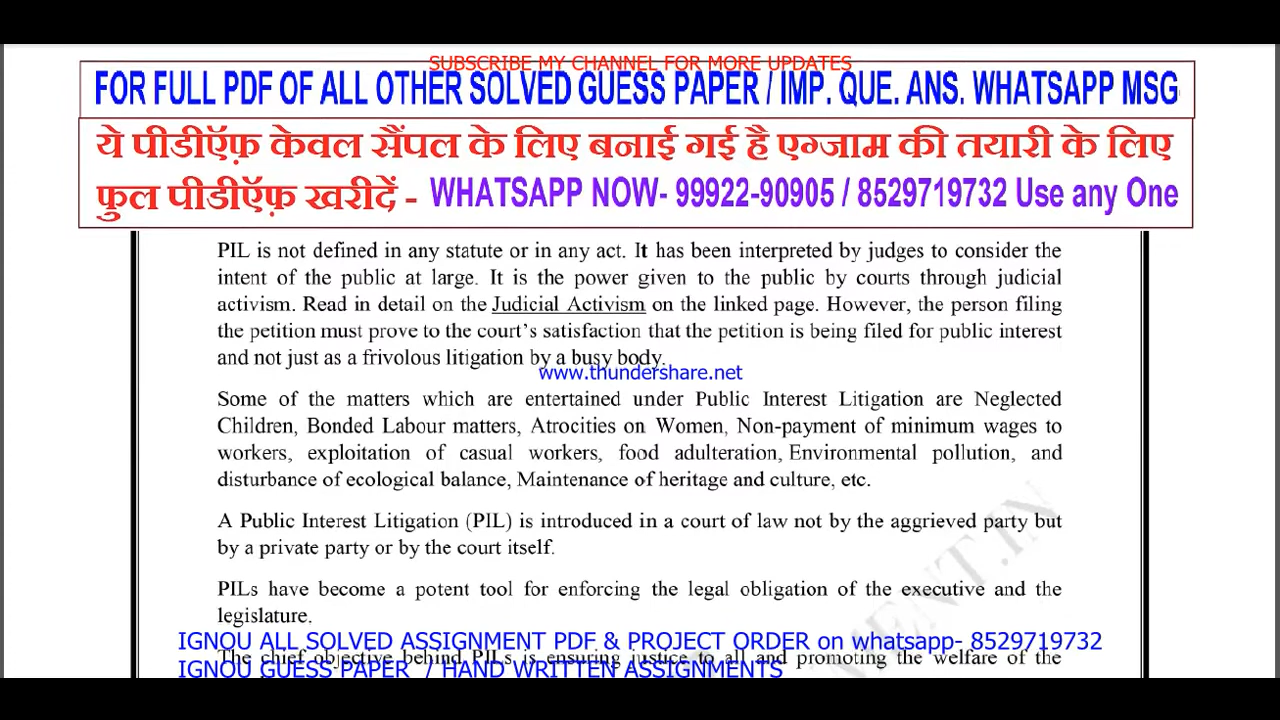 SUBSCRIBE MY CHANNEL FOR MORE UPDATES
FOR FULL PDF OF ALL OTHER SOLVED GUESS PAPER / IMP. QUE. ANS. WHATSAPP MSG
ये पीडीऍफ़ केवल सैंपल के लिए बनाई गई है एग्जाम की तयारी के लिए
फुल पीडीऍफ़ खरीदें - WHATSAPP NOW- 99922-90905 / 8529719732 Use any One
PIL is not defined in any statute or in any act. It has been interpreted by judges to consider the
intent of the public at large. It is the power given to the public by courts through judicial
activism. Read in detail on the Judicial Activism on the linked page. However, the person filing
the petition must prove to the court’s satisfaction that the petition is being filed for public interest
and not just as a frivolous litigation by a busy body.
www.thundershare.net
Some of the matters which are entertained under Public Interest Litigation are Neglected
Children, Bonded Labour matters, Atrocities on Women, Non-payment of minimum wages to
workers, exploitation of casual workers, food adulteration, Environmental pollution, and
disturbance of ecological balance, Maintenance of heritage and culture, etc.
A Public Interest Litigation (PIL) is introduced in a court of law not by the aggrieved party but
by a private party or by the court itself.
PILs have become a potent tool for enforcing the legal obligation of the executive and the
legislature.
IGNOU ALL SOLVED ASSIGNMENT PDF & PROJECT ORDER on whatsapp- 8529719732
The chief objective behind PILs is ensuring justice to all and promoting the welfare of the
IGNOU GUESS PAPER / HAND WRITTEN ASSIGNMENTS
MENT.IN